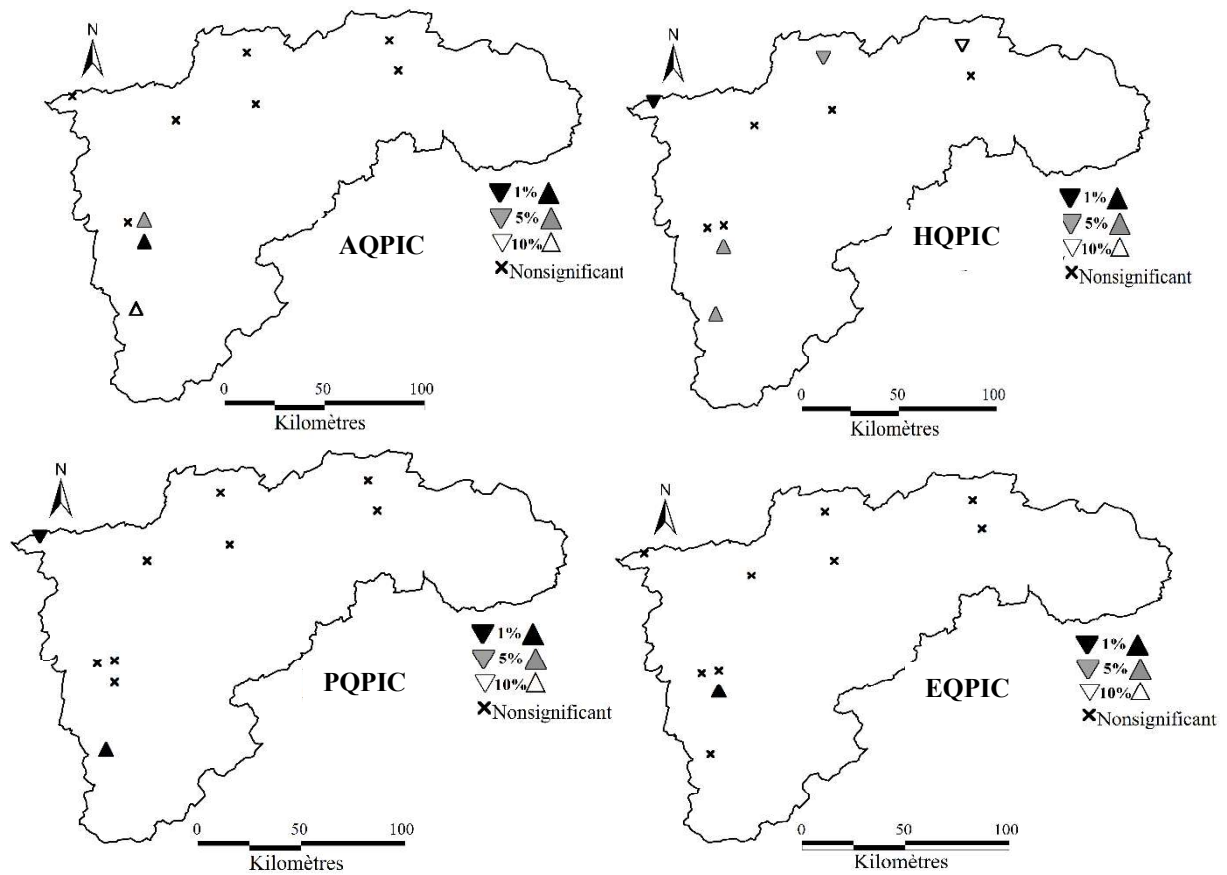 N
1%
5%
10%
×Nonsignificant
AQPIC
0 50 100
Kilomètres
1%
5%
10%
×Nonsignificant
HQPIC
0 50 100
Kilomètres
N
1%
5%
10%
×Nonsignificant
PQPIC
0 50 100
Kilomètres
N
1%
5%
10%
×Nonsignificant
EQPIC
0 50 100
Kilomètres
N